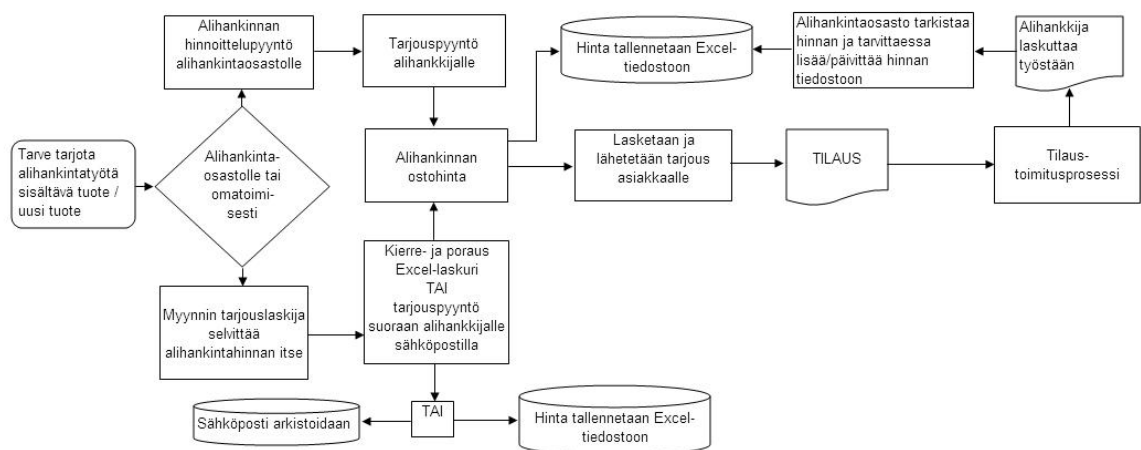 Alihankinnan
hinnoittelupyyntö
alihankintaosastolle
Tarjouspyyntö
alihankkijalle
Hinta tallennetaan Excel-
tiedostoon
Alihankintaosasto tarkistaa
hinnan ja tarvittaessa
lisää/päivittää hinnan
tiedostoon
Alihankkija
laskuttaa
työstään
Tarve tarjota
alihankintatyötä
sisältävä tuote /
uusi tuote
Alihankinta-
osastolle tai
omatoimi-
sesti
Alihankinnan
ostohinta
Lasketaan ja
lähetetään tarjous
asiakkaalle
TILAUS
Tilaus-
toimitusprosessi
Myynnin tarjouslaskija
selvittää
alihankintahinnan itse
Kierre- ja poraus
Excel-laskuri
TAI
tarjouspyyntö
suoraan alihankkijalle
sähköpostilla
Sähköposti arkistoidaan
TAI
Hinta tallennetaan Excel-
tiedostoon